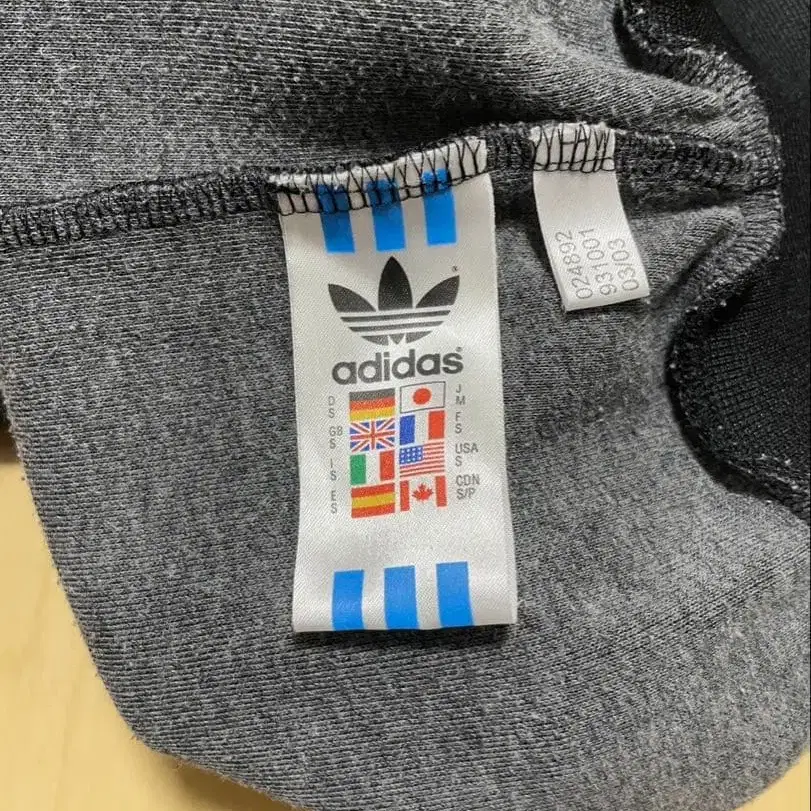 ®
adidas®
D
S
J
M
GB
S
F
S
I
S
USA
S
E
S
CDN
S/P
024892
931001
03/03